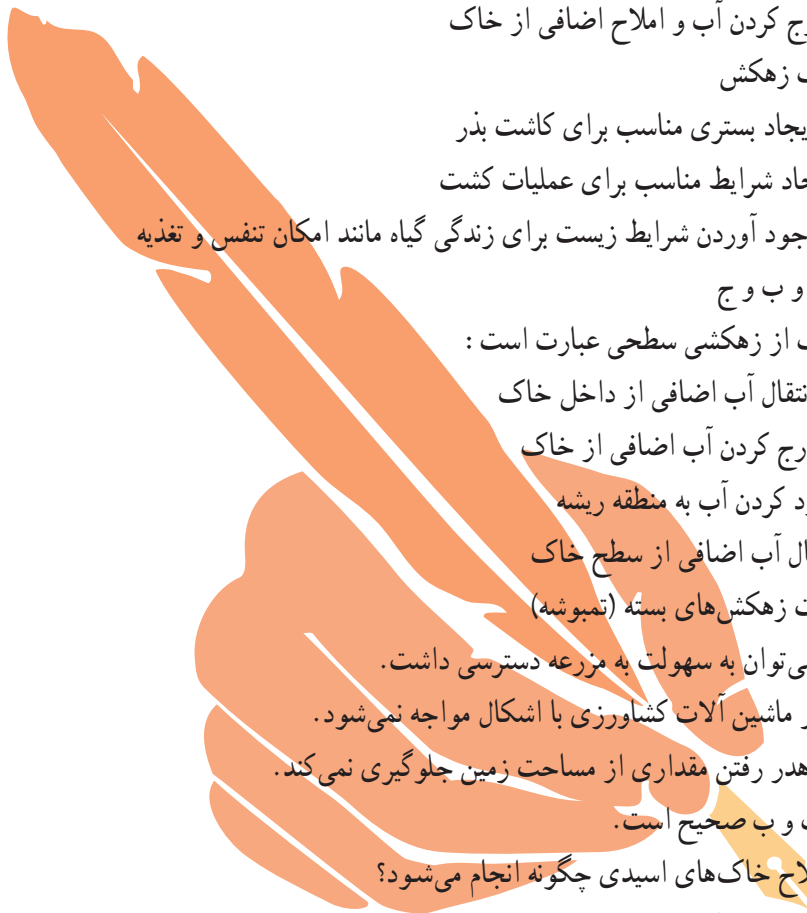 ج کردن آب و املاح اضافی از خاک
زهکش
یجاد بستری مناسب برای کاشت بذر
جاد شرایط مناسب برای عملیات کشت
جود آوردن شرایط زیست برای زندگی گیاه مانند امکان تنفس و تغذیه
و ب و ج
از زهکشی سطحی عبارت است :
نتقال آب اضافی از داخل خاک
رج کردن آب اضافی از خاک
د کردن آب به منطقه ریشه
ال آب اضافی از سطح خاک
ت زهکش‌های بسته (تمبوشه)
ی‌توان به سهولت به مزرعه دسترسی داشت.
ر ماشین آلات کشاورزی با اشکال مواجه نمی‌شود.
هدر رفتن مقداری از مساحت زمین جلوگیری نمی‌کند.
و ب صحیح است.
لاح خاک‌های اسیدی چگونه انجام می‌شود؟